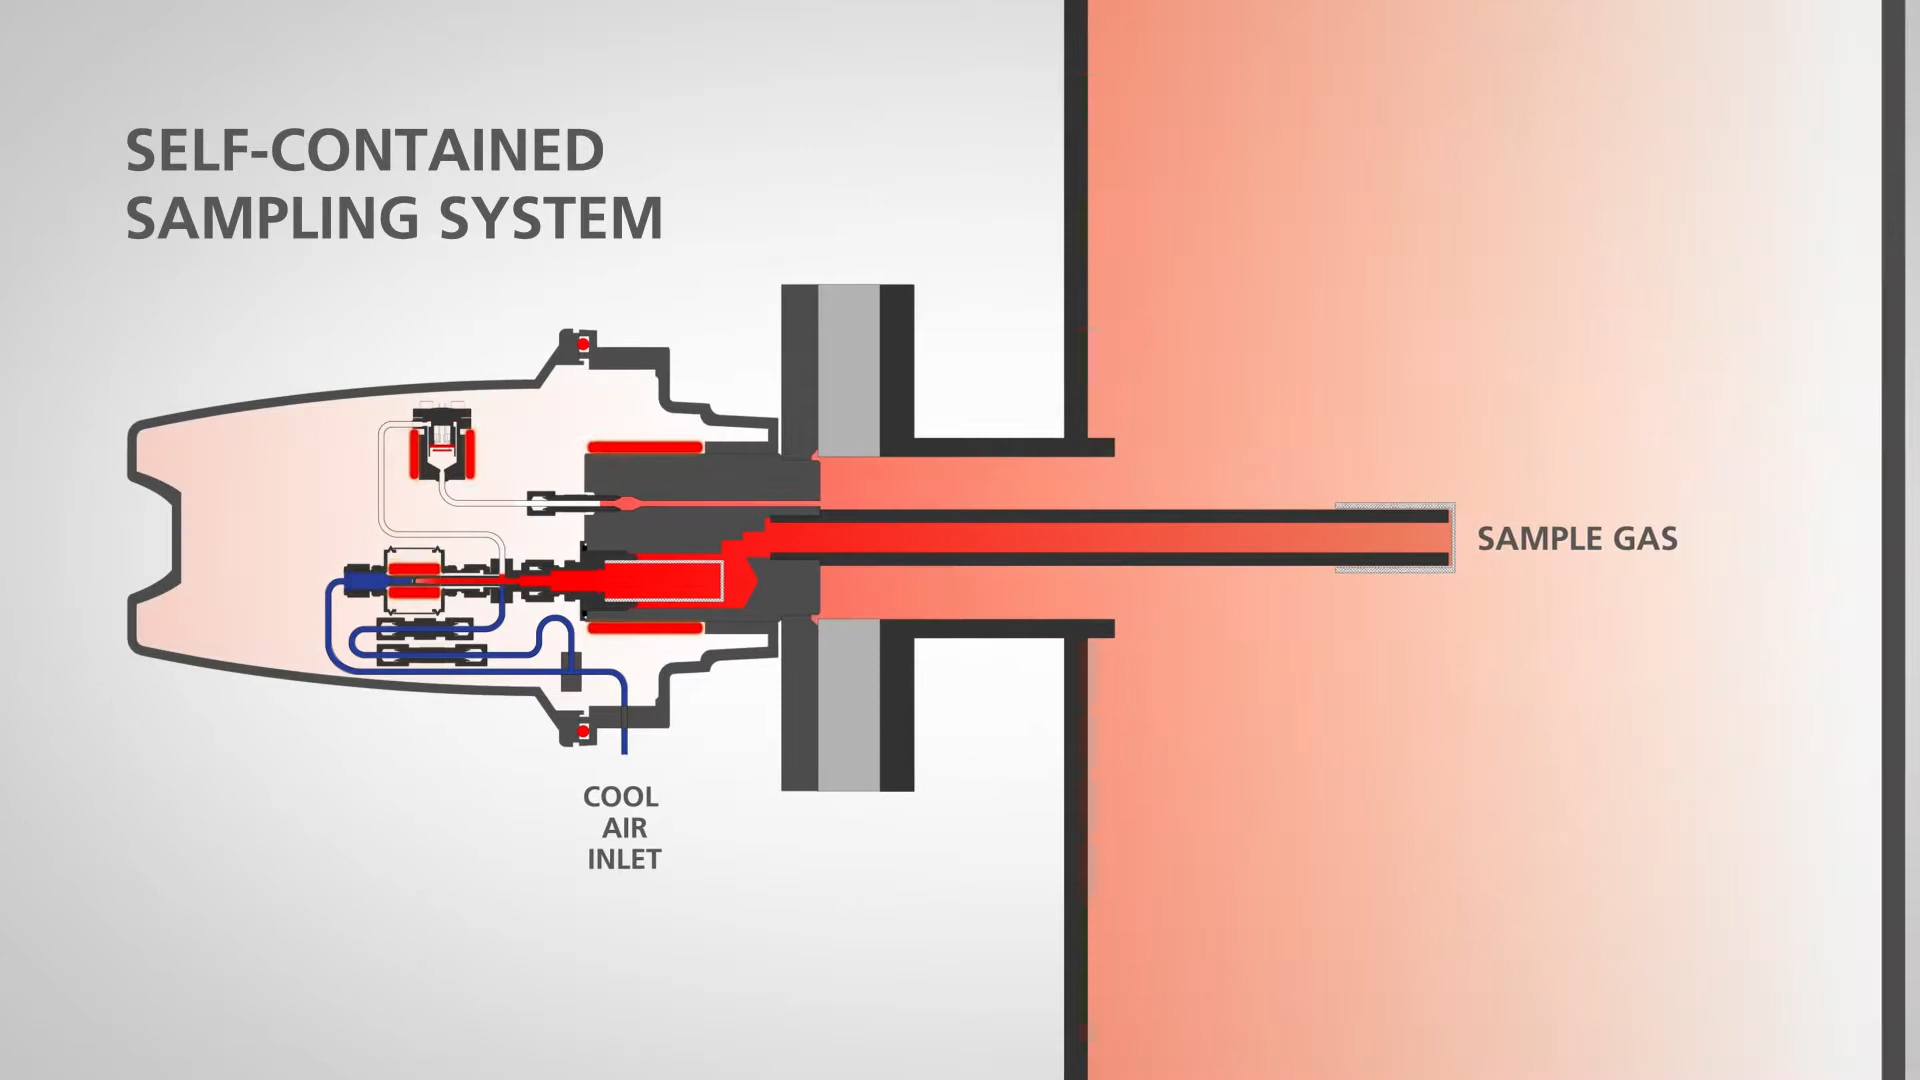 SELF-CONTAINED
SAMPLING SYSTEM
SAMPLE GAS
COOL
AIR
INLET